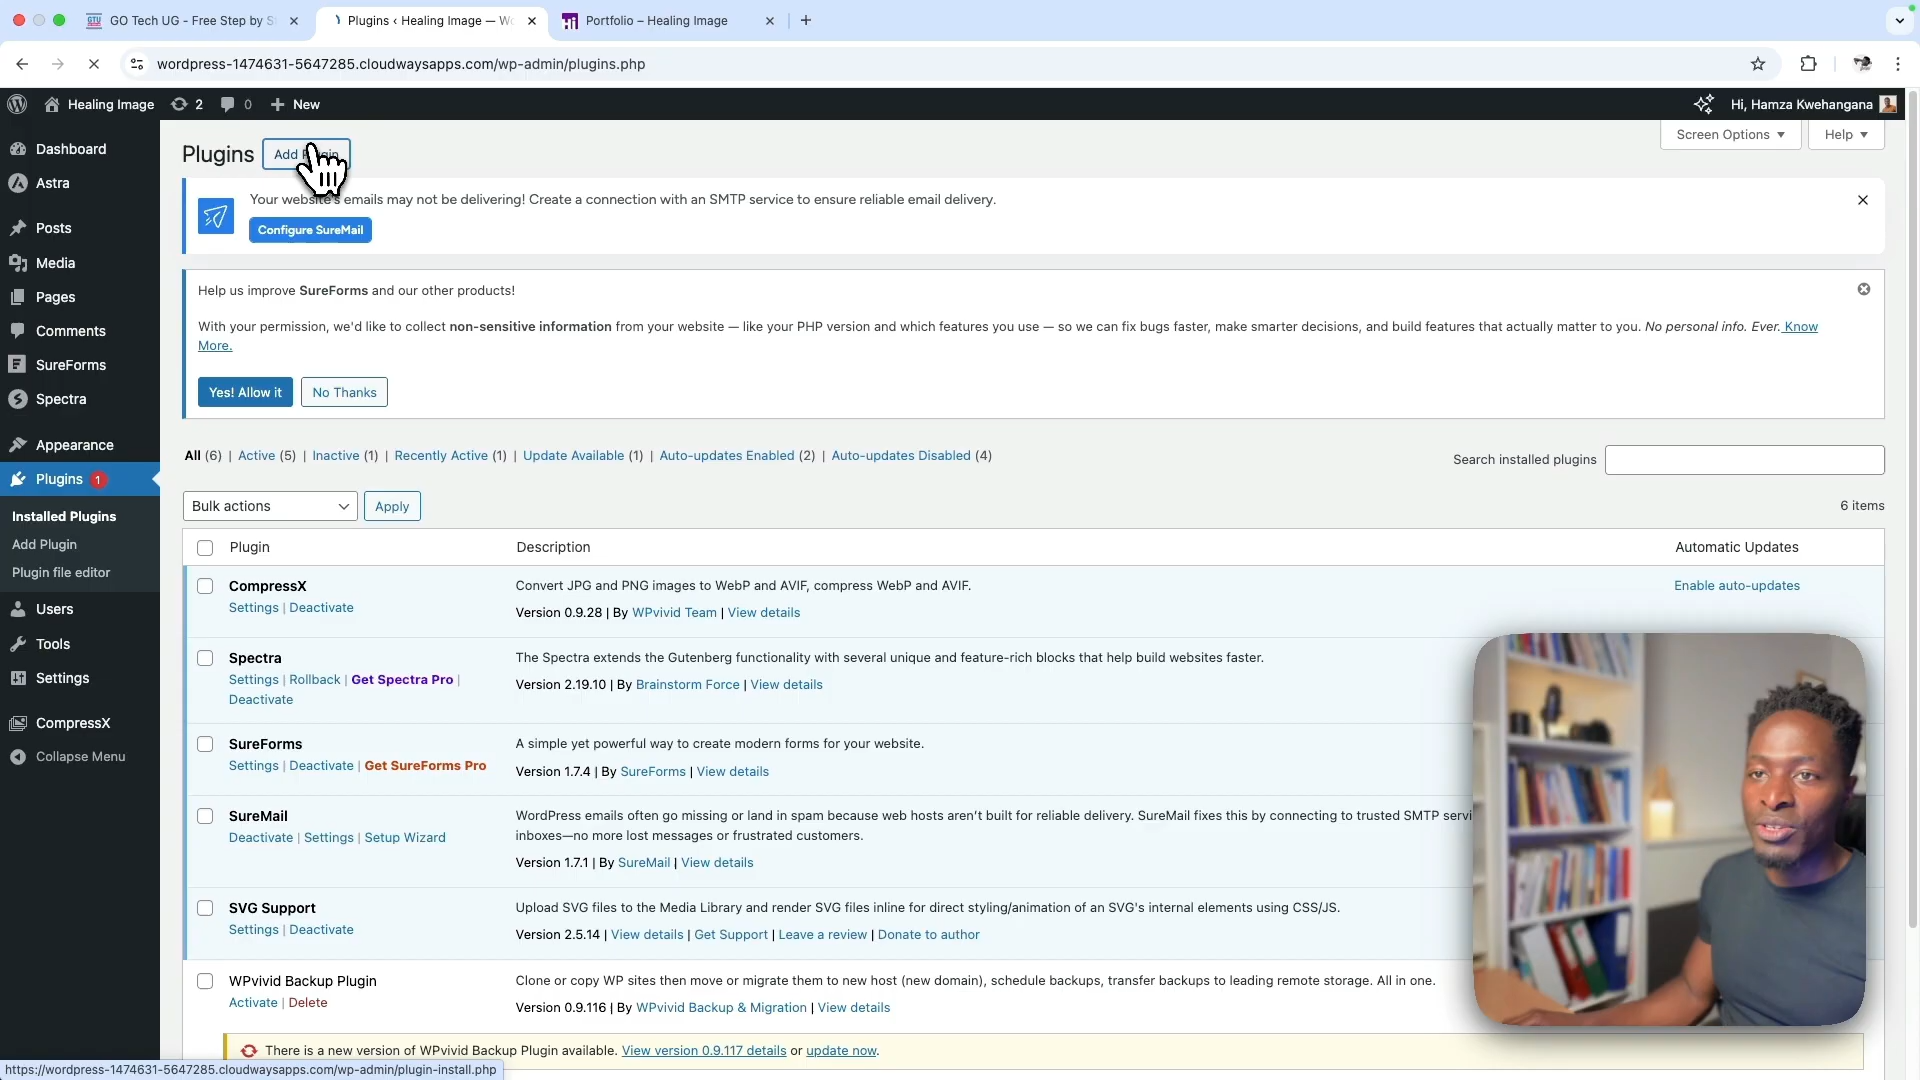 GO Tech UG - Free Step by S
Plugins ‹ Healing Image — Wo
Hi
Portfolio – Healing Image
wordpress-1474631-5647285.cloudwaysapps.com/wp-admin/plugins.php
Healing Image
2
0
New
Hi, Hamza Kwehangana
Dashboard
Astra
Posts
Media
Pages
Comments
SureForms
Spectra
Appearance
Plugins 1
Installed Plugins
Add Plugin
Plugin file editor
Users
Tools
Settings
CompressX
Collapse Menu
Screen Options
Help
Plugins
Add Plugin
Your website's emails may not be delivering! Create a connection with an SMTP service to ensure reliable email delivery.
Configure SureMail
Help us improve SureForms and our other products!
With your permission, we'd like to collect non-sensitive information from your website — like your PHP version and which features you use — so we can fix bugs faster, make smarter decisions, and build features that actually matter to you. No personal info. Ever. Know
More.
Yes! Allow it
No Thanks
All (6) | Active (5) | Inactive (1) | Recently Active (1) | Update Available (1) | Auto-updates Enabled (2) | Auto-updates Disabled (4)
Search installed plugins
Bulk actions
Apply
6 items
Plugin
Description
Automatic Updates
CompressX
Settings | Deactivate
Convert JPG and PNG images to WebP and AVIF, compress WebP and AVIF.
Version 0.9.28 | By WPvivid Team | View details
Enable auto-updates
Spectra
Settings | Rollback | Get Spectra Pro |
Deactivate
The Spectra extends the Gutenberg functionality with several unique and feature-rich blocks that help build websites faster.
Version 2.19.10 | By Brainstorm Force | View details
SureForms
Settings | Deactivate | Get SureForms Pro
A simple yet powerful way to create modern forms for your website.
Version 1.7.4 | By SureForms | View details
SureMail
Deactivate | Settings | Setup Wizard
WordPress emails often go missing or land in spam because web hosts aren't built for reliable delivery. SureMail fixes this by connecting to trusted SMTP servi
inboxes—no more lost messages or frustrated customers.
Version 1.7.1 | By SureMail | View details
SVG Support
Settings | Deactivate
Upload SVG files to the Media Library and render SVG files inline for direct styling/animation of an SVG's internal elements using CSS/JS.
Version 2.5.14 | View details | Get Support | Leave a review | Donate to author
WPvivid Backup Plugin
Activate | Delete
Clone or copy WP sites then move or migrate them to new host (new domain), schedule backups, transfer backups to leading remote storage. All in one.
Version 0.9.116 | By WPvivid Backup & Migration | View details
There is a new version of WPvivid Backup Plugin available. View version 0.9.117 details or update now.
https://wordpress-1474631-5647285.cloudwaysapps.com/wp-admin/plugin-install.php